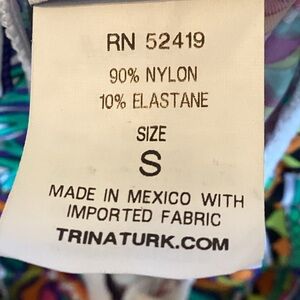 RN 52419
90% NYLON
10% ELASTANE
SIZE
S
MADE IN MEXICO WITH
IMPORTED FABRIC
TRINATURK.COM